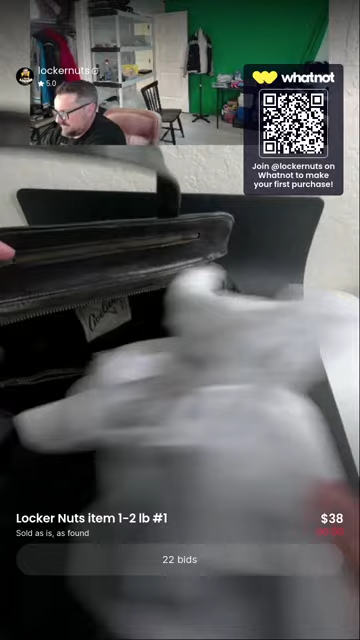 lockernuts
5.0
whatnot
Join @lockernuts on
Whatnot to make
your first purchase!
Locker Nuts item 1-2 lb #1
$38
Sold as is, as found
22 bids